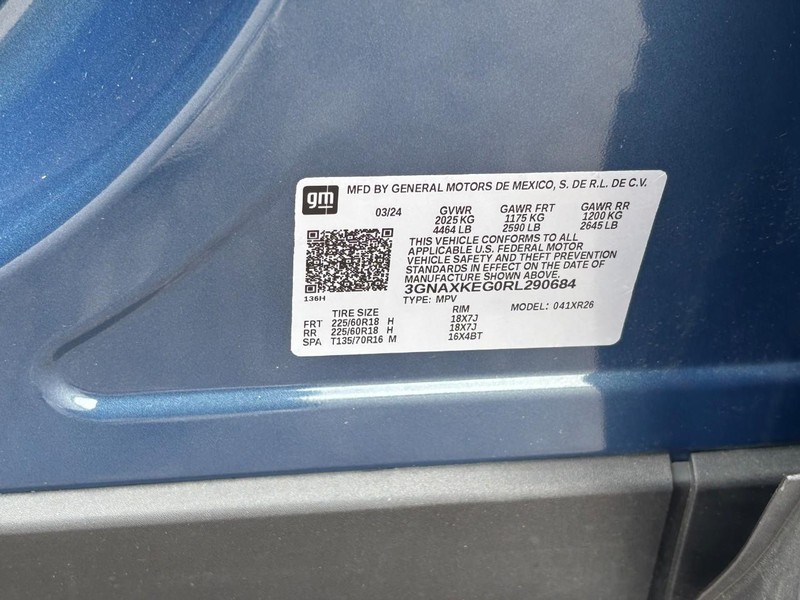 gm
MFD BY GENERAL MOTORS DE MEXICO, S. DE R.L. DE C.V.
03/24 GVWR GAWR FRT GAWR RR
2025 KG 1175 KG 1200 KG
4464 LB 2590 LB 2645 LB
THIS VEHICLE CONFORMS TO ALL
APPLICABLE U.S. FEDERAL MOTOR
VEHICLE SAFETY AND THEFT PREVENTION
STANDARDS IN EFFECT ON THE DATE OF
MANUFACTURE SHOWN ABOVE.
3GNAXKEG0RL290684
136H
TYPE: MPV MODEL: 041XR26
TIRE SIZE RIM
FRT 225/60R18 H 18X7J
RR 225/60R18 H 18X7J
SPA T135/70R16 M 16X4BT